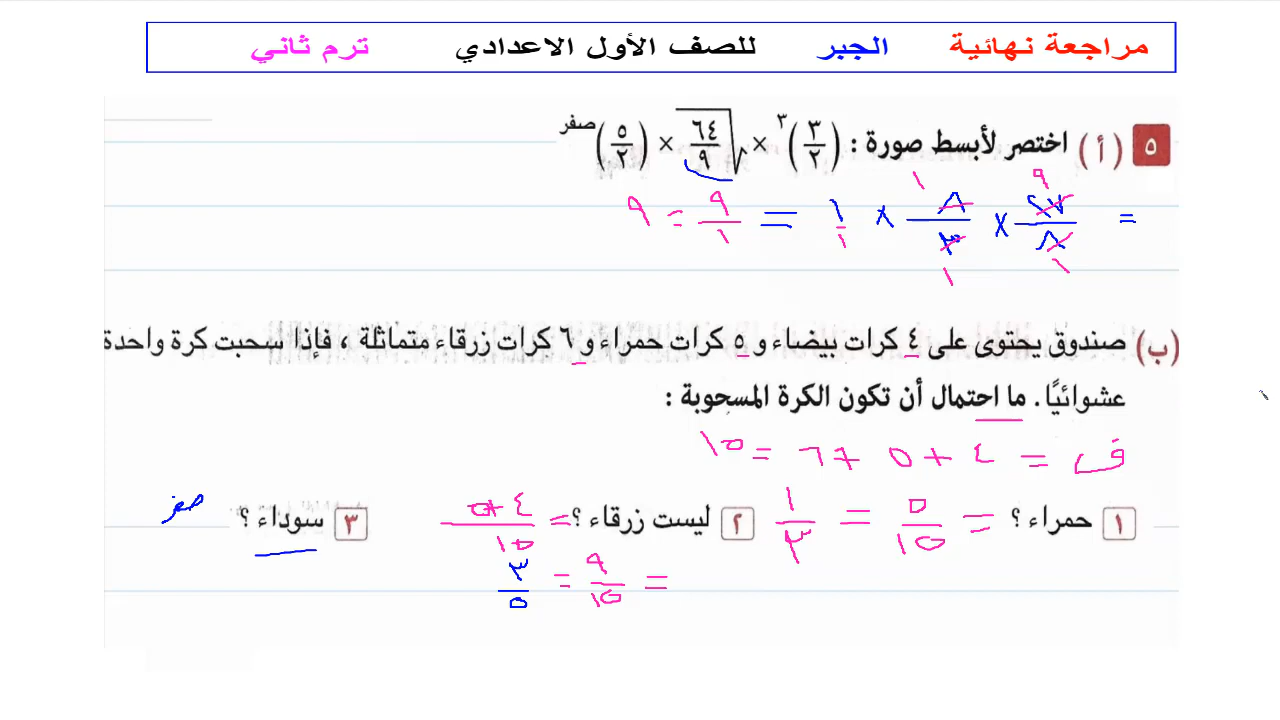 مراجعة نهائية الجبر للصف الأول الاعدادي ترم ثاني
٥ (أ) اختصر لأبسط صورة : (٣/٢)^٣ × √(٦٤/٩) × (٥/٢)^صفر
= ٢٧/٨ × ٨/٣ × ١/١ = ٩/١ = ٩
(ب) صندوق يحتوى على ٤ كرات بيضاء و ٥ كرات حمراء و ٦ كرات زرقاء متماثلة ، فإذا سحبت كرة واحدة
عشوائيًا. ما احتمال أن تكون الكرة المسحوبة :
ف = ٤ + ٥ + ٦ = ١٥
١ حمراء ؟ = ٥/١٥ = ١/٣ ٢ ليست زرقاء ؟ = ٤+٥/١٥ ٣ سوداء ؟ صفر
= ٩/١٥ = ٣/٥